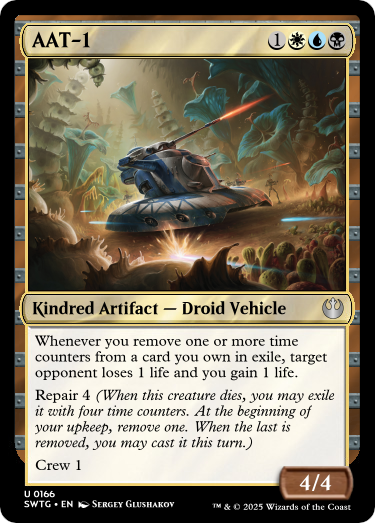 AAT-1
1
Kindred Artifact — Droid Vehicle
Whenever you remove one or more time
counters from a card you own in exile, target
opponent loses 1 life and you gain 1 life.
Repair 4 (When this creature dies, you may exile
it with four time counters. At the beginning of
your upkeep, remove one. When the last is
removed, you may cast it this turn.)
Crew 1
4/4
U 0166
SWTG • EN Sergey Glushakov
™ & © 2025 Wizards of the Coast